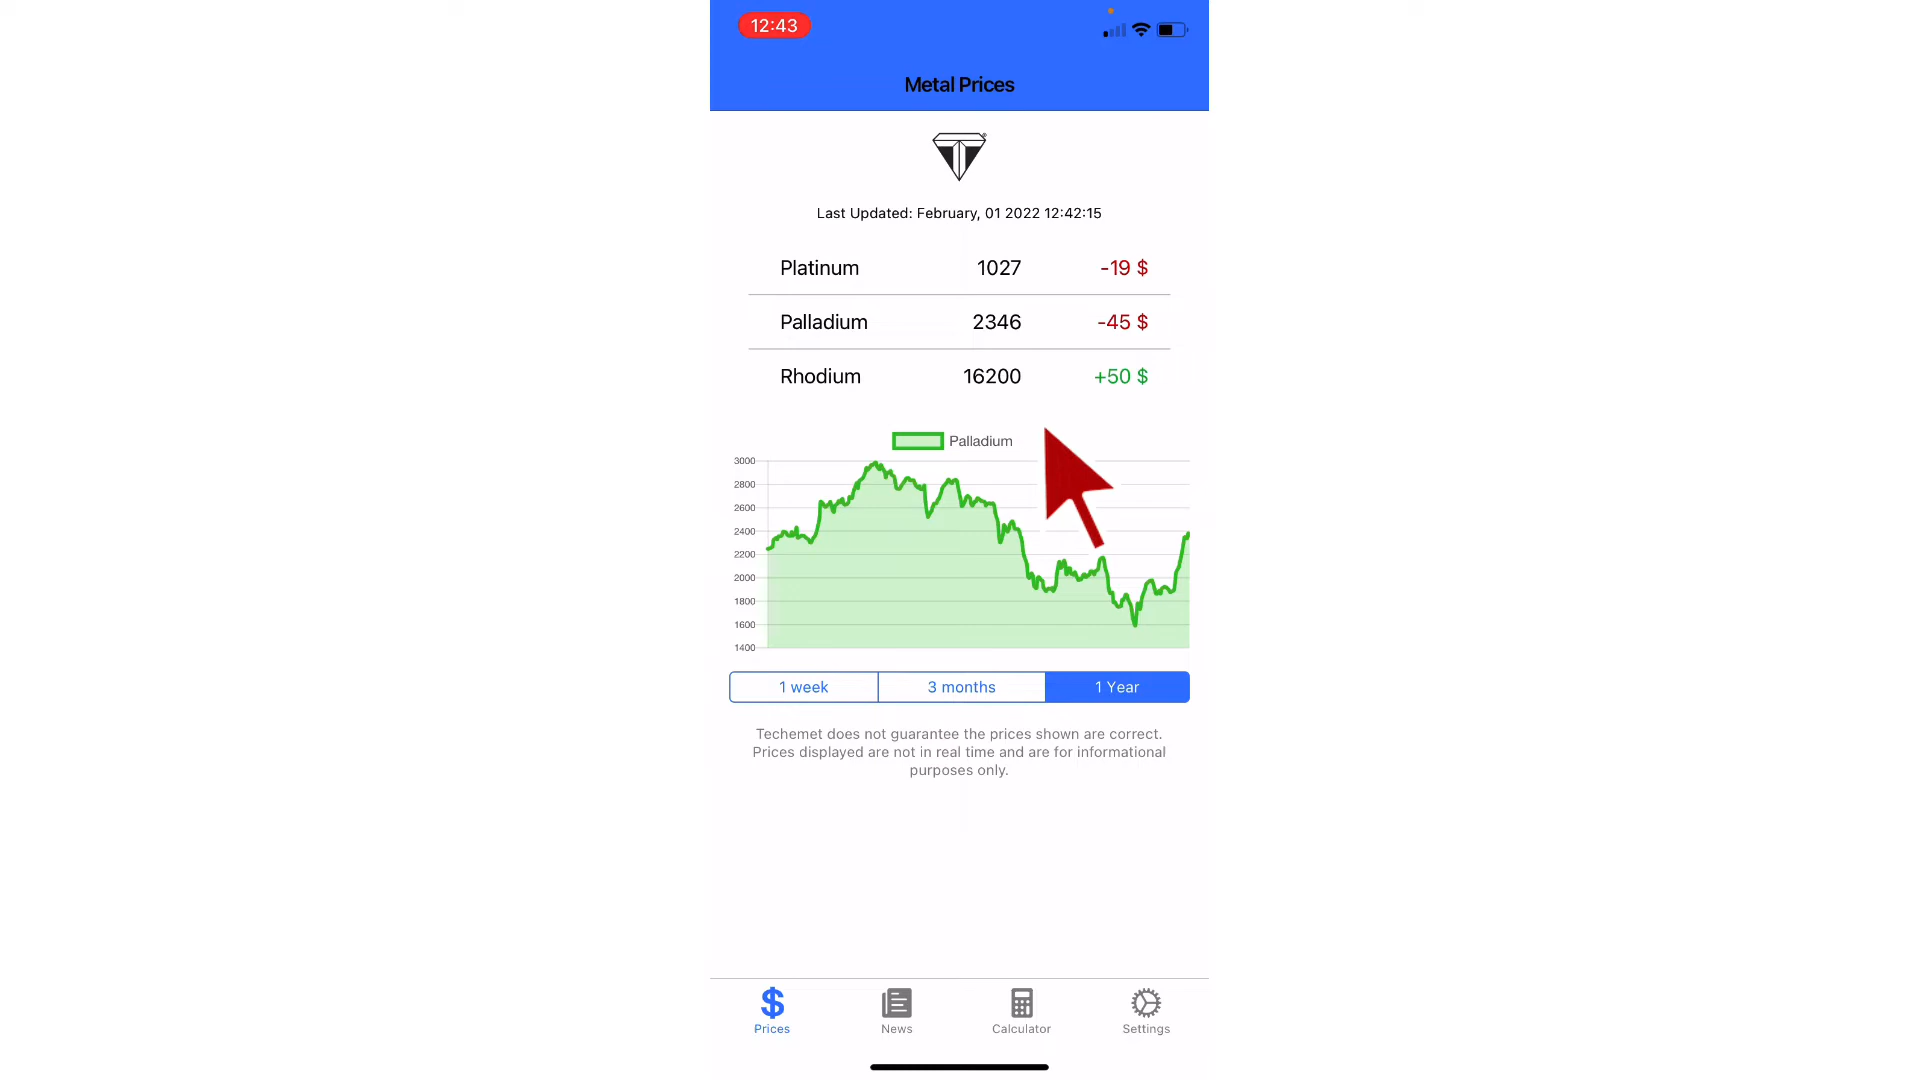 12:43
Metal Prices
Last Updated: February, 01 2022 12:42:15
Platinum 1027 -19 $
Palladium 2346 -45 $
Rhodium 16200 +50 $
Palladium
3000
2800
2600
2400
2200
2000
1800
1600
1400
1 week 3 months 1 Year
Techemet does not guarantee the prices shown are correct.
Prices displayed are not in real time and are for informational
purposes only.
Prices News Calculator Settings